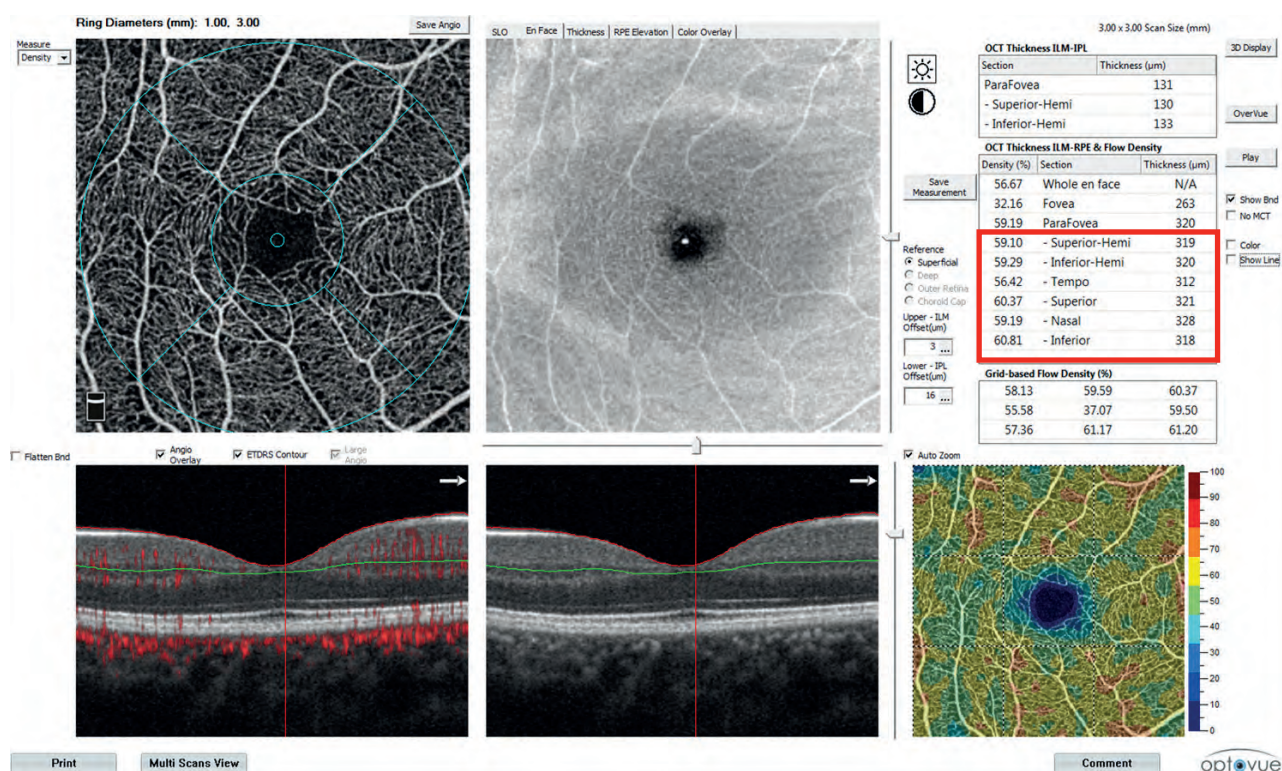 Ring Diameters (mm): 1.00, 3.00
Save Angio
Measure
Density
SLO En Face Thickness RPE Elevation Color Overlay
3.00 x 3.00 Scan Size (mm)
OCT Thickness ILM-IPL
Section Thickness (µm)
ParaFovea 131
- Superior-Hemi 130
- Inferior-Hemi 133
3D Display
OverVue
Play
Show Bnd
No MCT
Color
Show Line
OCT Thickness ILM-RPE & Flow Density
Density (%) Section Thickness (µm)
56.67 Whole en face N/A
32.16 Fovea 263
59.19 ParaFovea 320
59.10 - Superior-Hemi 319
59.29 - Inferior-Hemi 320
56.42 - Tempo 312
60.37 - Superior 321
59.19 - Nasal 328
60.81 - Inferior 318
Save
Measurement
Reference
Superficial
Deep
Outer Retina
Choroid Cap
Upper - ILM
Offset(um)
3 ...
Lower - IPL
Offset(um)
16 ...
Grid-based Flow Density (%)
58.13 59.59 60.37
55.58 37.07 59.50
57.36 61.17 61.20
Flatten Bnd
Angio
Overlay
ETDRS Contour
Large
Angio
Auto Zoom
100
90
80
70
60
50
40
30
20
10
0
Print
Multi Scans View
Comment
optovue